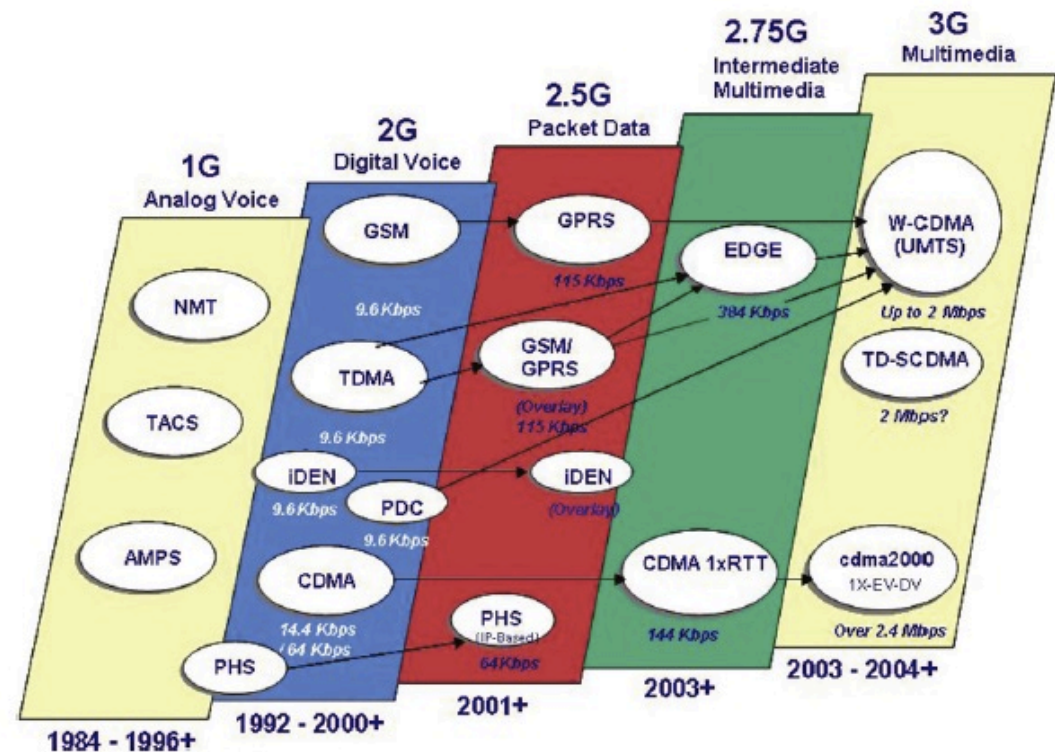 1G
Analog Voice
NMT
TACS
AMPS
1984 - 1996+
2G
Digital Voice
GSM
9.6 Kbps
TDMA
9.6 Kbps
iDEN
9.6 Kbps
PDC
9.6 Kbps
CDMA
14.4 Kbps
/ 64 Kbps
PHS
1992 - 2000+
2.5G
Packet Data
GPRS
115 Kbps
GSM/
GPRS
(Overlay)
115 Kbps
iDEN
(Overlay)
PHS
(IP-Based)
64Kbps
2001+
2.75G
Intermediate
Multimedia
EDGE
384 Kbps
CDMA 1xRTT
144 Kbps
2003+
3G
Multimedia
W-CDMA
(UMTS)
Up to 2 Mbps
TD-SCDMA
2 Mbps?
cdma2000
1X-EV-DV
Over 2.4 Mbps
2003 - 2004+